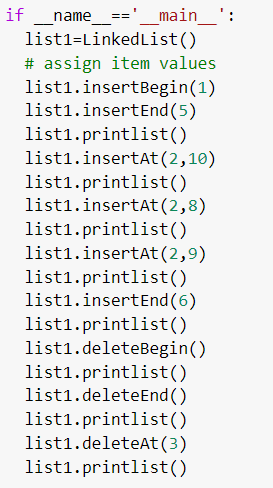 if __name__=='__main__':
  list1=LinkedList()
  # assign item values
  list1.insertBegin(1)
  list1.insertEnd(5)
  list1.printlist()
  list1.insertAt(2,10)
  list1.printlist()
  list1.insertAt(2,8)
  list1.printlist()
  list1.insertAt(2,9)
  list1.printlist()
  list1.insertEnd(6)
  list1.printlist()
  list1.deleteBegin()
  list1.printlist()
  list1.deleteEnd()
  list1.printlist()
  list1.deleteAt(3)
  list1.printlist()